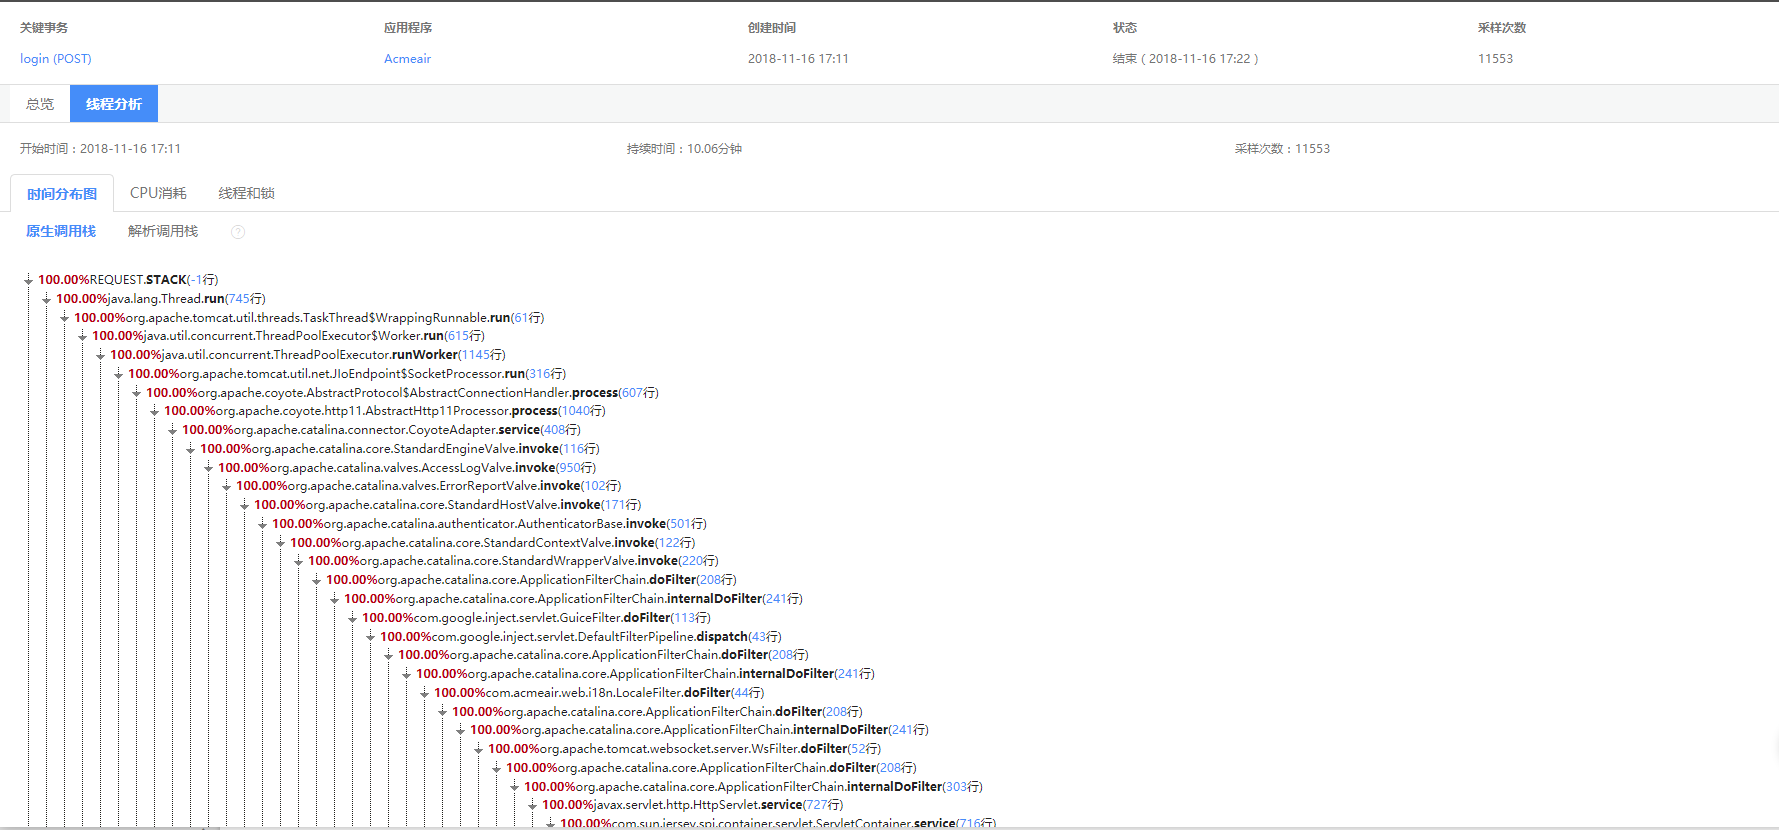 关键事务 应用程序 创建时间 状态 采样次数
login (POST) Acmeair 2018-11-16 17:11 结束 ( 2018-11-16 17:22 ) 11553
总览 线程分析
开始时间：2018-11-16 17:11 持续时间：10.06分钟 采样次数：11553
时间分布图 CPU消耗 线程和锁
原生调用栈 解析调用栈 ?
100.00%REQUEST.STACK(-1行)
100.00%java.lang.Thread.run(745行)
100.00%org.apache.tomcat.util.threads.TaskThread$WrappingRunnable.run(61行)
100.00%java.util.concurrent.ThreadPoolExecutor$Worker.run(615行)
100.00%java.util.concurrent.ThreadPoolExecutor.runWorker(1145行)
100.00%org.apache.tomcat.util.net.JIoEndpoint$SocketProcessor.run(316行)
100.00%org.apache.coyote.AbstractProtocol$AbstractConnectionHandler.process(607行)
100.00%org.apache.coyote.http11.AbstractHttp11Processor.process(1040行)
100.00%org.apache.catalina.connector.CoyoteAdapter.service(408行)
100.00%org.apache.catalina.core.StandardEngineValve.invoke(116行)
100.00%org.apache.catalina.valves.AccessLogValve.invoke(950行)
100.00%org.apache.catalina.valves.ErrorReportValve.invoke(102行)
100.00%org.apache.catalina.core.StandardHostValve.invoke(171行)
100.00%org.apache.catalina.authenticator.AuthenticatorBase.invoke(501行)
100.00%org.apache.catalina.core.StandardContextValve.invoke(122行)
100.00%org.apache.catalina.core.StandardWrapperValve.invoke(220行)
100.00%org.apache.catalina.core.ApplicationFilterChain.doFilter(208行)
100.00%org.apache.catalina.core.ApplicationFilterChain.internalDoFilter(241行)
100.00%com.google.inject.servlet.GuiceFilter.doFilter(113行)
100.00%com.google.inject.servlet.DefaultFilterPipeline.dispatch(43行)
100.00%org.apache.catalina.core.ApplicationFilterChain.doFilter(208行)
100.00%org.apache.catalina.core.ApplicationFilterChain.internalDoFilter(241行)
100.00%com.acmeair.web.i18n.LocaleFilter.doFilter(44行)
100.00%org.apache.catalina.core.ApplicationFilterChain.doFilter(208行)
100.00%org.apache.catalina.core.ApplicationFilterChain.internalDoFilter(241行)
100.00%org.apache.tomcat.websocket.server.WsFilter.doFilter(52行)
100.00%org.apache.catalina.core.ApplicationFilterChain.doFilter(208行)
100.00%org.apache.catalina.core.ApplicationFilterChain.internalDoFilter(303行)
100.00%javax.servlet.http.HttpServlet.service(727行)
100.00%com.sun.jersey.spi.container.servlet.ServletContainer.service(716行)